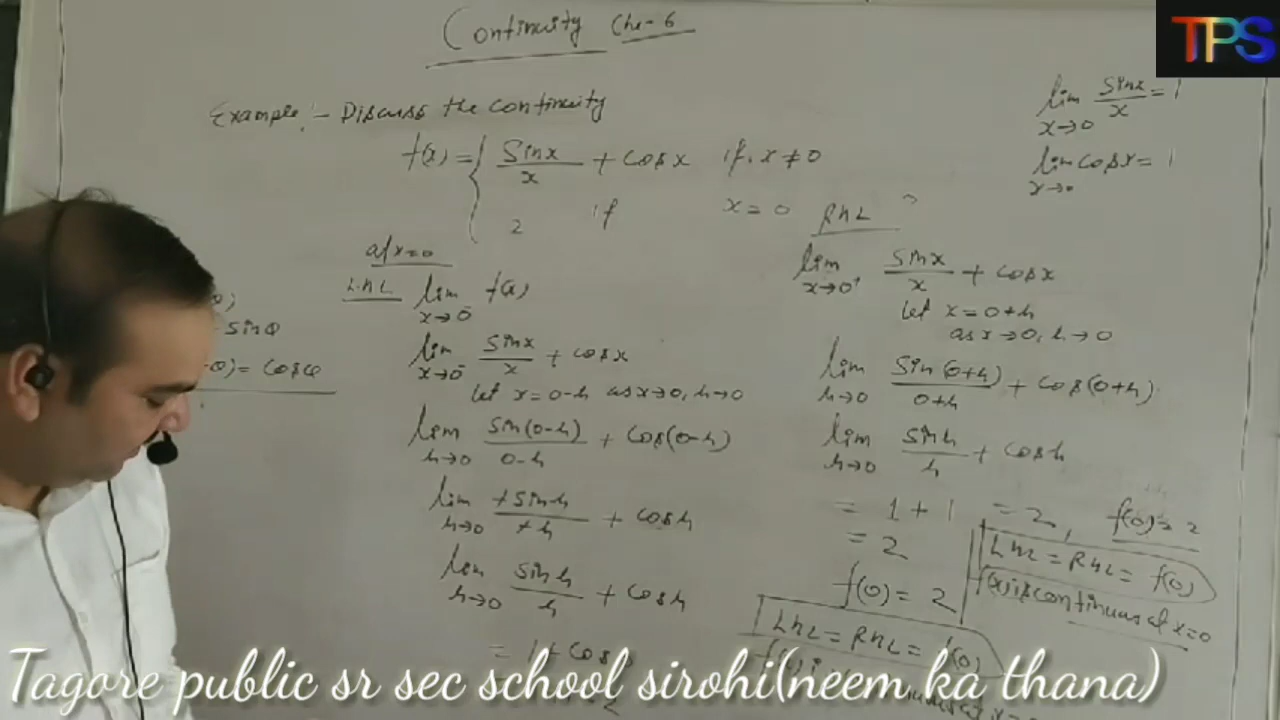 Continuity Ch-6
TPS
Example:- Discuss the continuity
f(x) = { sinx/x + cosx if x ≠ 0
2 if x = 0
lim x→0 sinx/x = 1
lim x→0 cosx = 1
at x=0
L.H.L lim x→0⁻ f(x)
lim x→0⁻ sinx/x + cosx
let x = 0-h as x→0, h→0
lim h→0 sin(0-h)/0-h + cos(0-h)
lim h→0 +sinh/+h + cosh
lim h→0 sinh/h + cosh
= 1 + cos
sinθ
θ) = cosθ
RHL
lim x→0⁺ sinx/x + cosx
Let x = 0+h
as x→0, h→0
lim h→0 sin(0+h)/0+h + cos(0+h)
lim h→0 sinh/h + cosh
= 1 + 1 = 2, f(0) = 2
= 2
f(0) = 2
LHL = RHL = f(0)
LHL = RHL = f(0)
f(x) is continuous at x=0
Tagore public sr sec school sirohi(neem ka thana)